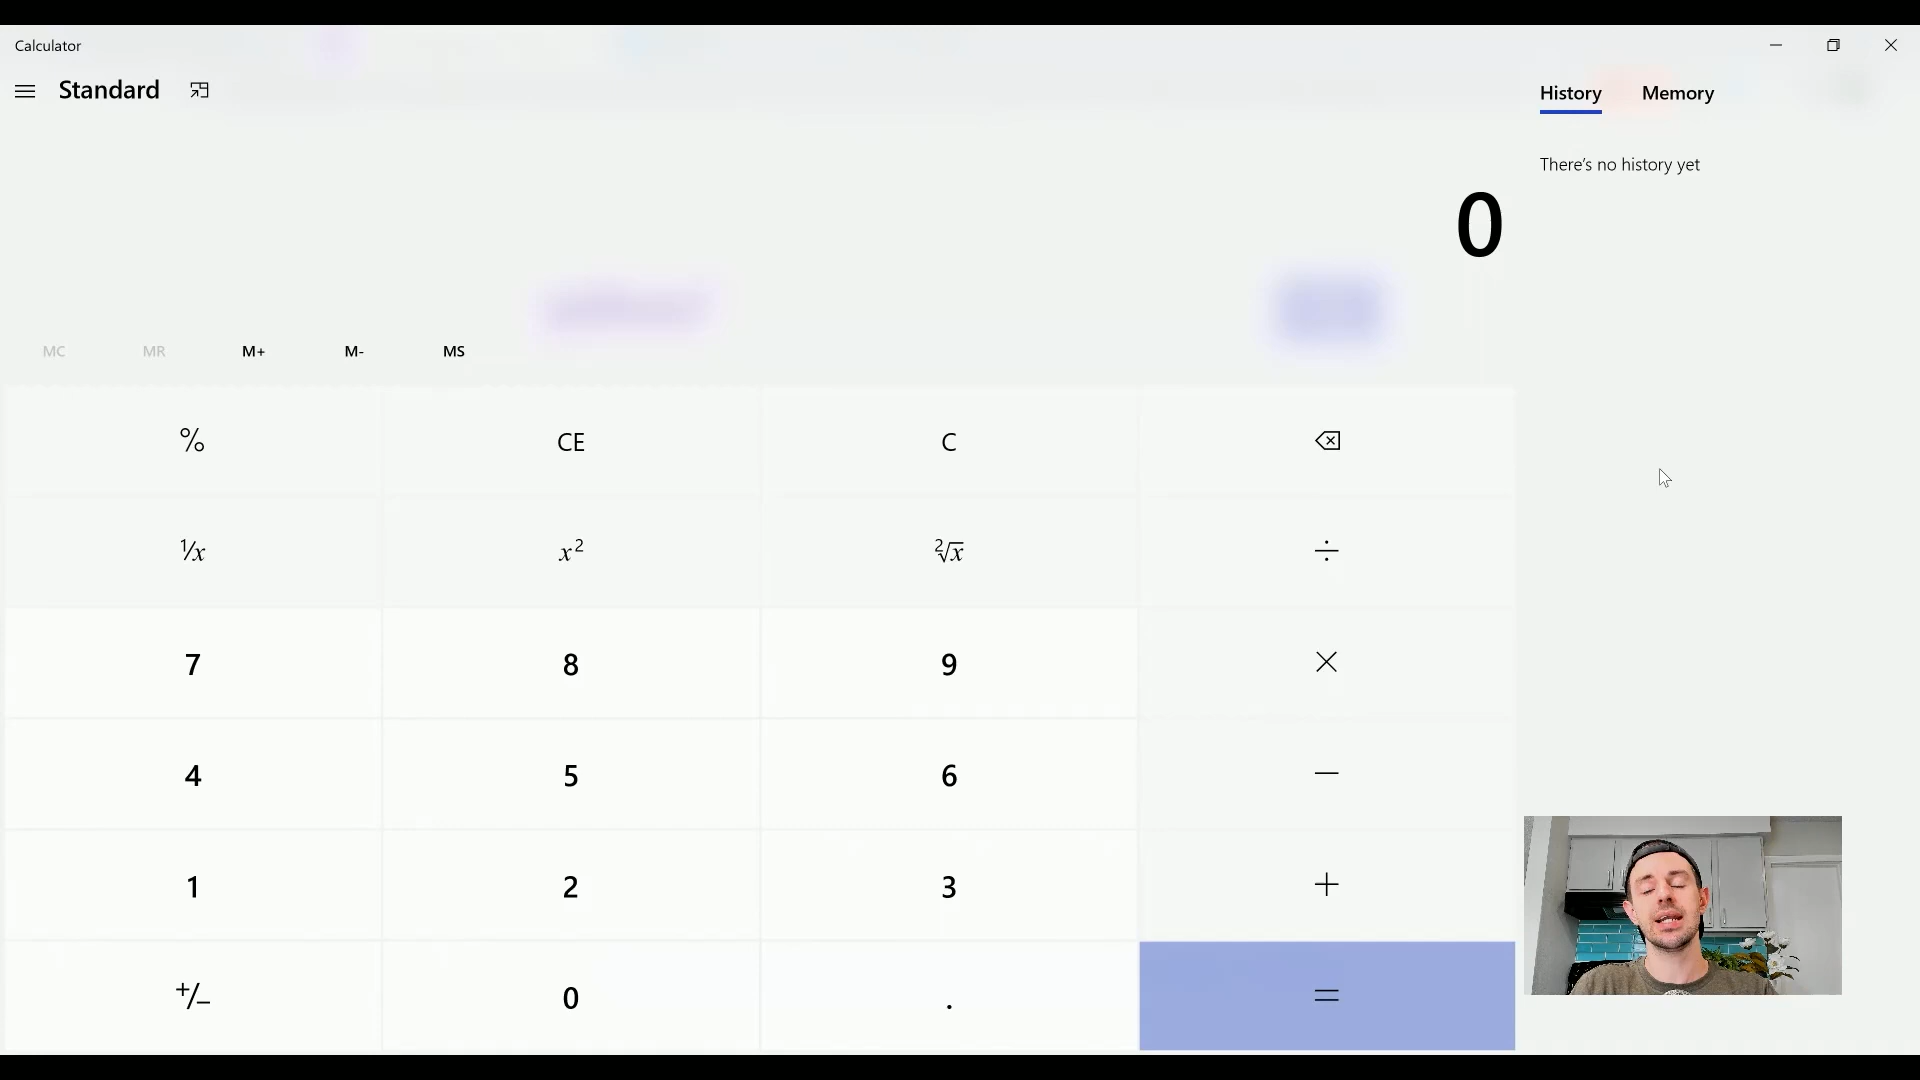 Calculator
Standard
History Memory
There's no history yet
0
MC MR M+ M- MS
% CE C
¹/x x² ²√x ÷
7 8 9 ×
4 5 6 −
1 2 3 +
+/− 0 . =